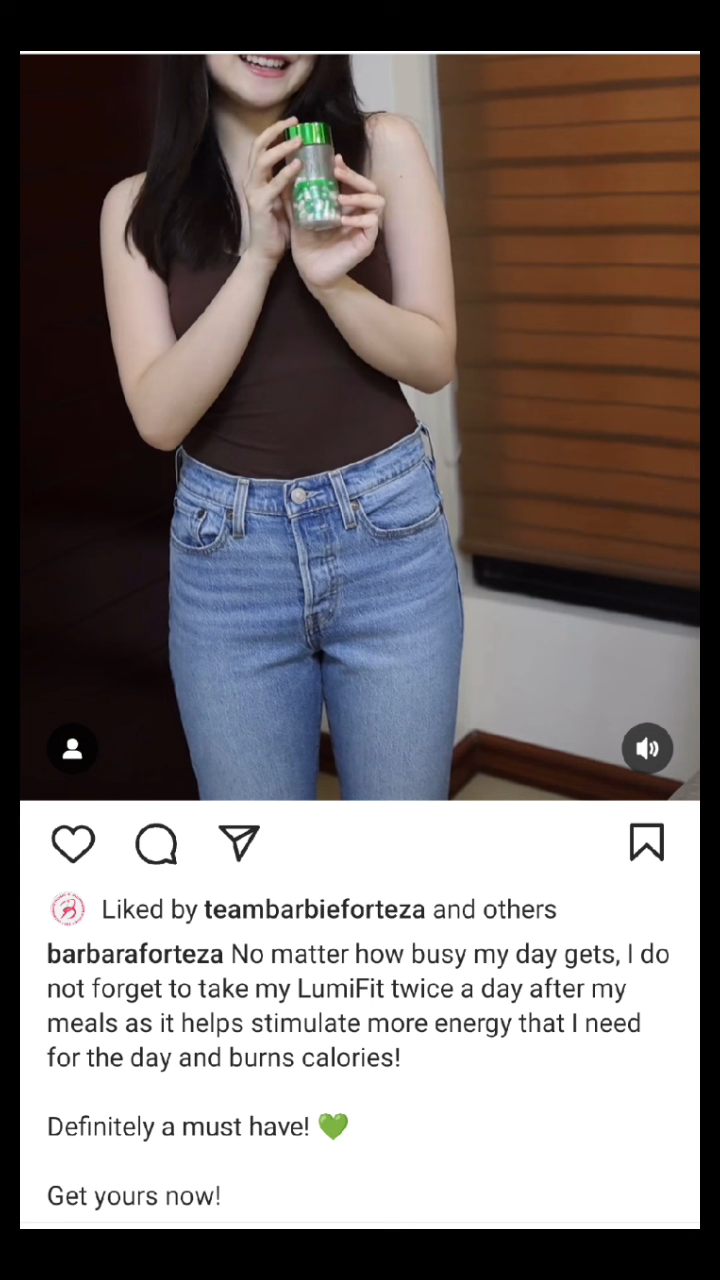 Liked by teambarbieforteza and others
barbaraforteza No matter how busy my day gets, I do
not forget to take my LumiFit twice a day after my
meals as it helps stimulate more energy that I need
for the day and burns calories!
Definitely a must have! 💚
Get yours now!